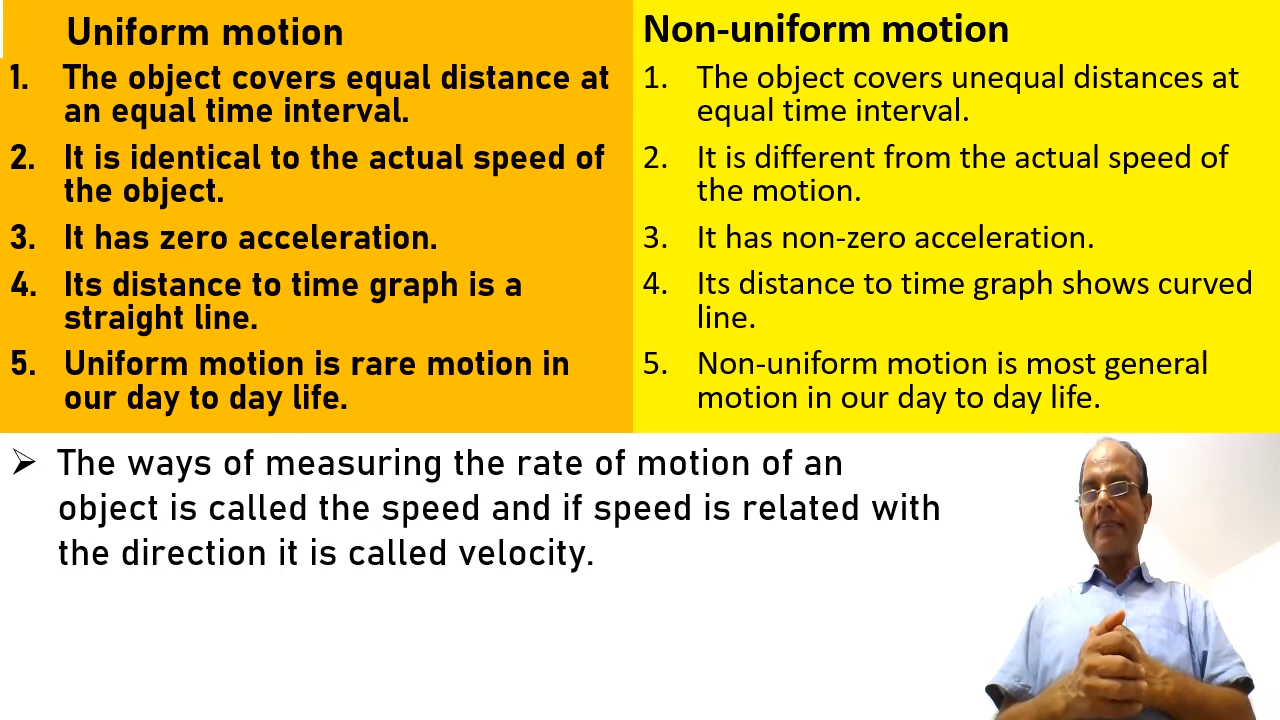 Uniform motion
1. The object covers equal distance at
an equal time interval.
2. It is identical to the actual speed of
the object.
3. It has zero acceleration.
4. Its distance to time graph is a
straight line.
5. Uniform motion is rare motion in
our day to day life.
Non-uniform motion
1. The object covers unequal distances at
equal time interval.
2. It is different from the actual speed of
the motion.
3. It has non-zero acceleration.
4. Its distance to time graph shows curved
line.
5. Non-uniform motion is most general
motion in our day to day life.
➢ The ways of measuring the rate of motion of an
object is called the speed and if speed is related with
the direction it is called velocity.